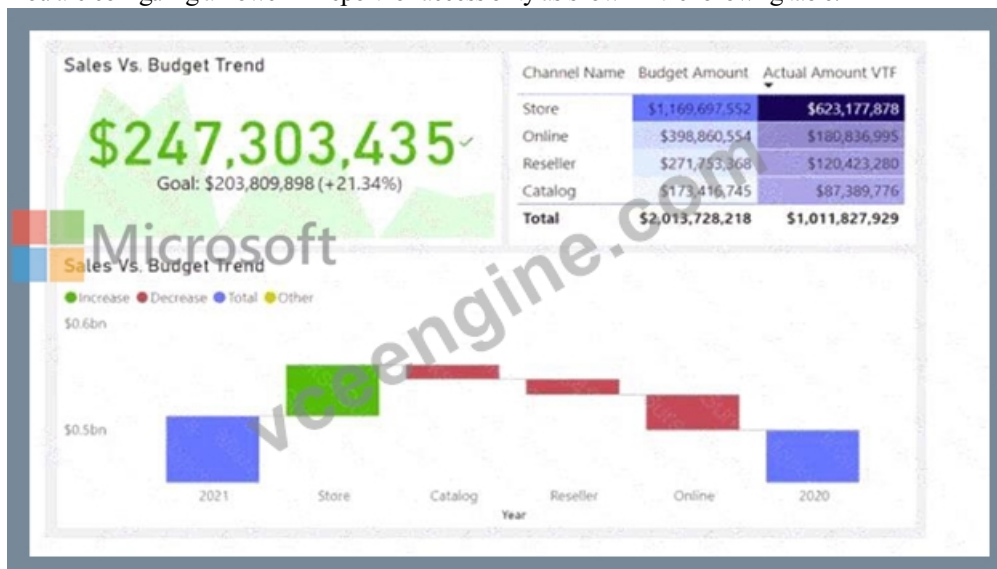 Sales Vs. Budget Trend
$247,303,435
Goal: $203,809,898 (+21.34%)
Channel Name Budget Amount Actual Amount VTF
Store $1,169,697,552 $623,177,878
Online $398,860,554 $180,836,995
Reseller $271,753,368 $120,423,280
Catalog $173,416,745 $87,389,776
Total $2,013,728,218 $1,011,827,929
Microsoft
Sales Vs. Budget Trend
Increase Decrease Total Other
$0.6bn
$0.5bn
2021 Store Catalog Reseller Online 2020
Year
vceengine.com